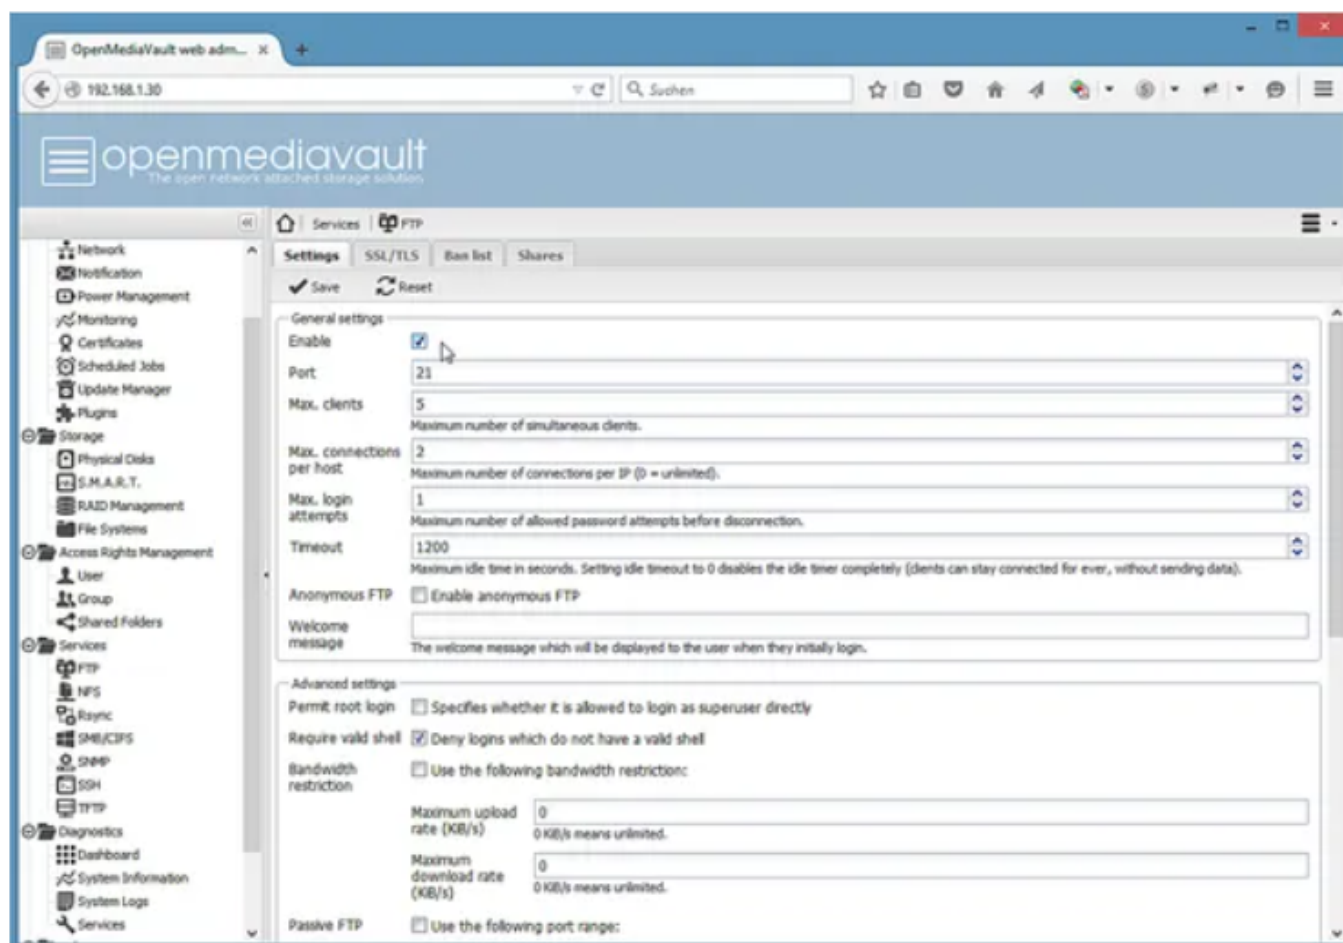 OpenMediaVault web adm...
192.168.1.30
Suchen
openmediavault
The open network attached storage solution
Services
FTP
Network
Notification
Power Management
Monitoring
Certificates
Scheduled Jobs
Update Manager
Plugins
Storage
Physical Disks
S.M.A.R.T.
RAID Management
File Systems
Access Rights Management
User
Group
Shared Folders
Services
FTP
NFS
Rsync
SMB/CIFS
SNMP
SSH
TFTP
Diagnostics
Dashboard
System Information
System Logs
Services
Settings
SSL/TLS
Ban list
Shares
Save
Reset
General settings
Enable
Port
21
Max. clients
5
Maximum number of simultaneous clients.
Max. connections
per host
2
Maximum number of connections per IP (0 = unlimited).
Max. login
attempts
1
Maximum number of allowed password attempts before disconnection.
Timeout
1200
Maximum idle time in seconds. Setting idle timeout to 0 disables the idle timer completely (clients can stay connected for ever, without sending data).
Anonymous FTP
Enable anonymous FTP
Welcome
message
The welcome message which will be displayed to the user when they initially login.
Advanced settings
Permit root login
Specifies whether it is allowed to login as superuser directly
Require valid shell
Deny logins which do not have a valid shell
Bandwidth
restriction
Use the following bandwidth restriction:
Maximum upload
rate (KiB/s)
0
0 KiB/s means unlimited.
Maximum
download rate
(KiB/s)
0
0 KiB/s means unlimited.
Passive FTP
Use the following port range: